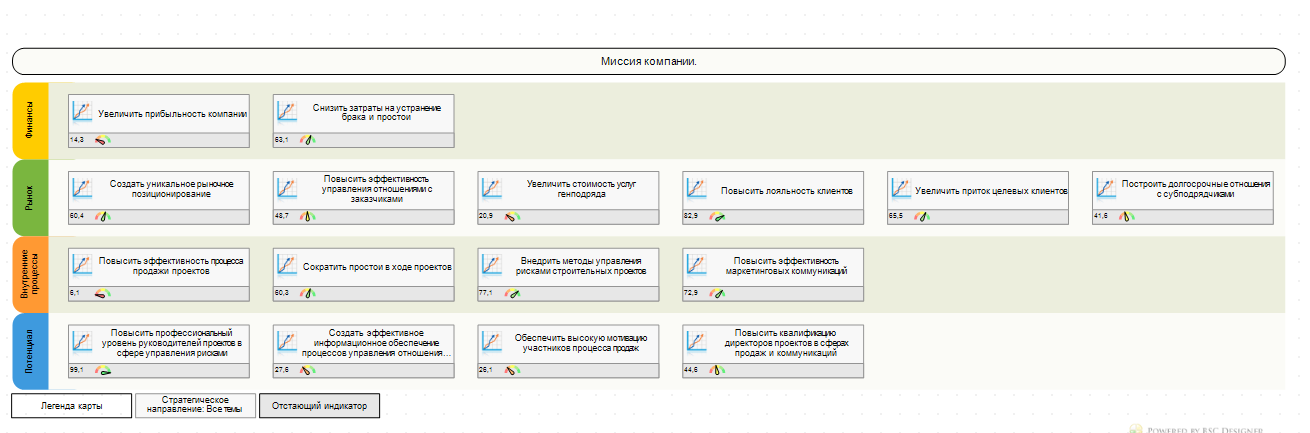 Миссия компании.
Финансы
Увеличить прибыльность компании
14,3
Снизить затраты на устранение
брака и простои
63,1
Рынок
Создать уникальное рыночное
позиционирование
60,4
Повысить эффективность
управления отношениями с
заказчиками
48,7
Увеличить стоимость услуг
генподряда
20,9
Повысить лояльность клиентов
82,9
Увеличить приток целевых клиентов
65,5
Построить долгосрочные отношения
с субподрядчиками
41,6
Внутренние
процессы
Повысить эффективность процесса
продажи проектов
6,1
Сократить простои в ходе проектов
60,3
Внедрить методы управления
рисками строительных проектов
77,1
Повысить эффективность
маркетинговых коммуникаций
72,9
Потенциал
Повысить профессиональный
уровень руководителей проектов в
сфере управления рисками
99,1
Создать эффективное
информационное обеспечение
процессов управления отношения...
27,6
Обеспечить высокую мотивацию
участников процесса продаж
26,1
Повысить квалификацию
директоров проектов в сферах
продаж и коммуникаций
44,6
Легенда карты
Стратегическое
направление: Все темы
Отстающий индикатор
POWERED BY BSC DESIGNER